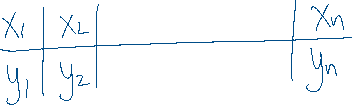 x₁ x₂ xₙ
y₁ y₂ yₙ